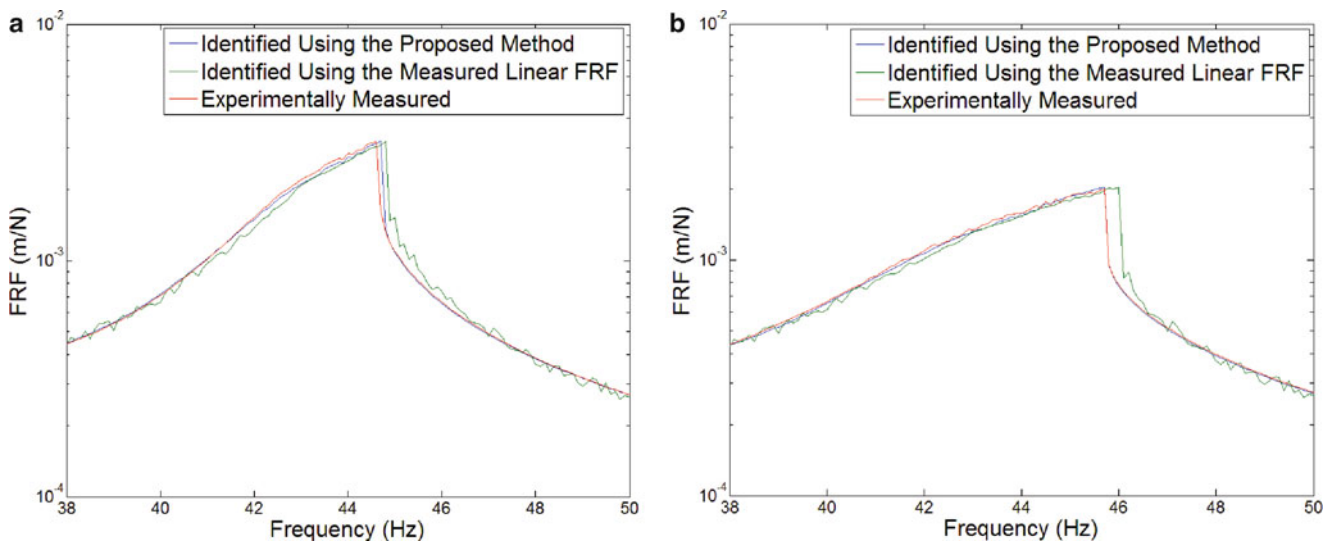 a
10^-2
Identified Using the Proposed Method
Identified Using the Measured Linear FRF
Experimentally Measured
FRF (m/N)
10^-3
10^-4
38 40 42 44 46 48 50
Frequency (Hz)
b
10^-2
Identified Using the Proposed Method
Identified Using the Measured Linear FRF
Experimentally Measured
FRF (m/N)
10^-3
10^-4
38 40 42 44 46 48 50
Frequency (Hz)